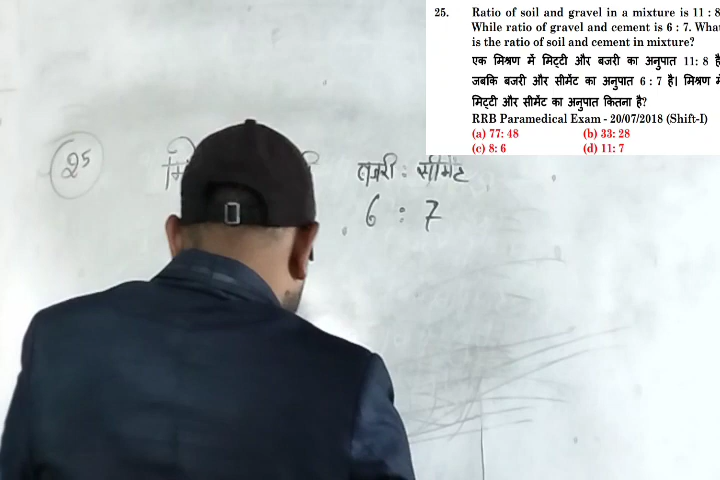 25. Ratio of soil and gravel in a mixture is 11 : 8
While ratio of gravel and cement is 6 : 7.
is the ratio of soil and cement in mixture?
एक मिश्रण में मिट्टी और बजरी का अनुपात 11: 8 है
जबकि बजरी और सीमेंट का अनुपात 6 : 7 है। मिश्रण में
मिट्टी और सीमेंट का अनुपात कितना है?
RRB Paramedical Exam - 20/07/2018 (Shift-I)
(a) 77: 48 (b) 33: 28
(c) 8: 6 (d) 11: 7
25 बजरी : सीमेंट
6 : 7